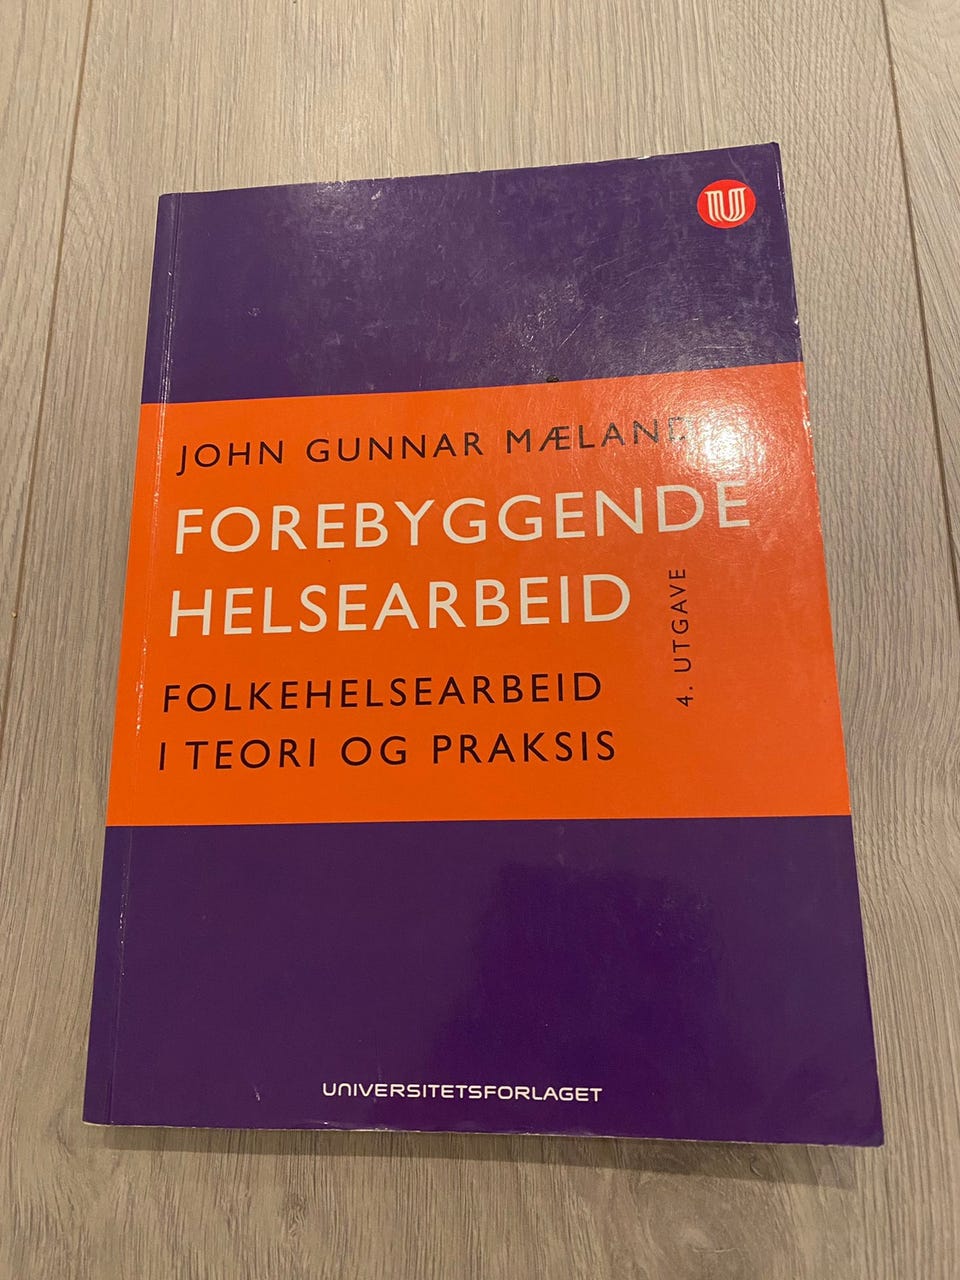 JOHN GUNNAR MÆLAND
FOREBYGGENDE
HELSEARBEID
4. UTGAVE
FOLKEHELSEARBEID
I TEORI OG PRAKSIS
UNIVERSITETSFORLAGET